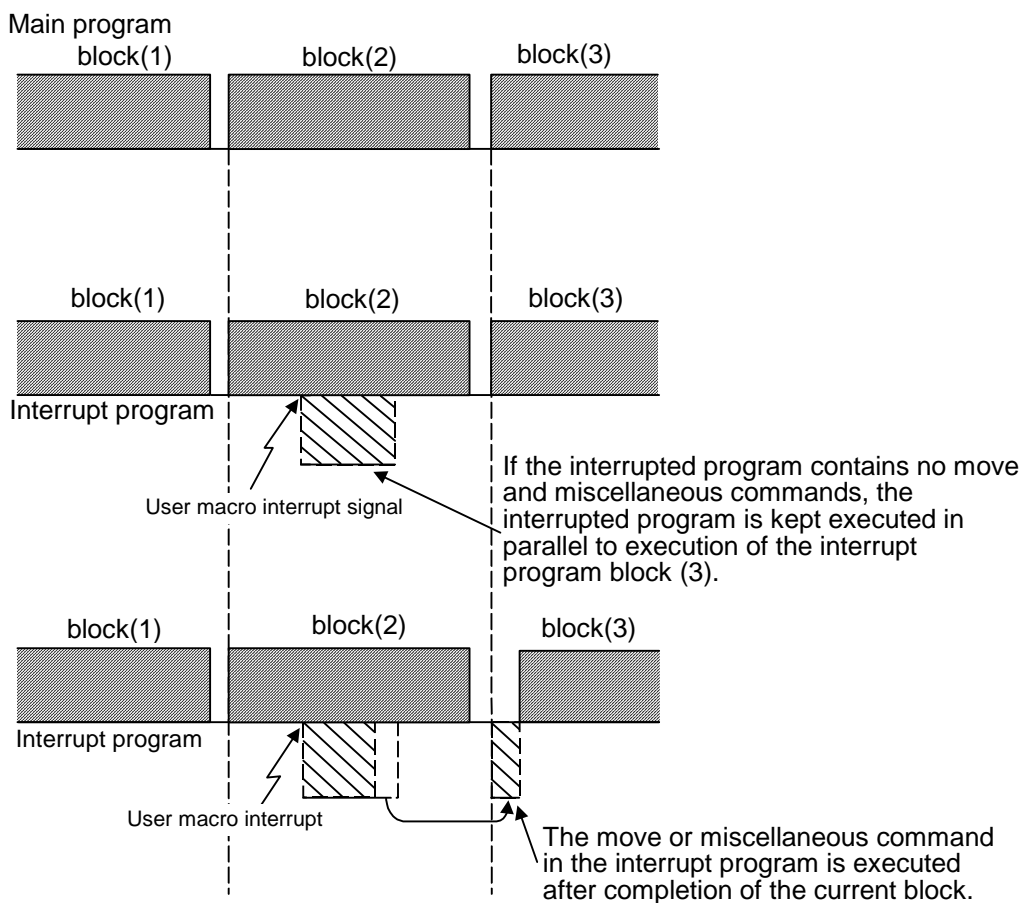 Main program
block(1) block(2) block(3)
block(1) block(2) block(3)
Interrupt program
User macro interrupt signal
If the interrupted program contains no move
and miscellaneous commands, the
interrupted program is kept executed in
parallel to execution of the interrupt
program block (3).
block(1) block(2) block(3)
Interrupt program
User macro interrupt
The move or miscellaneous command
in the interrupt program is executed
after completion of the current block.